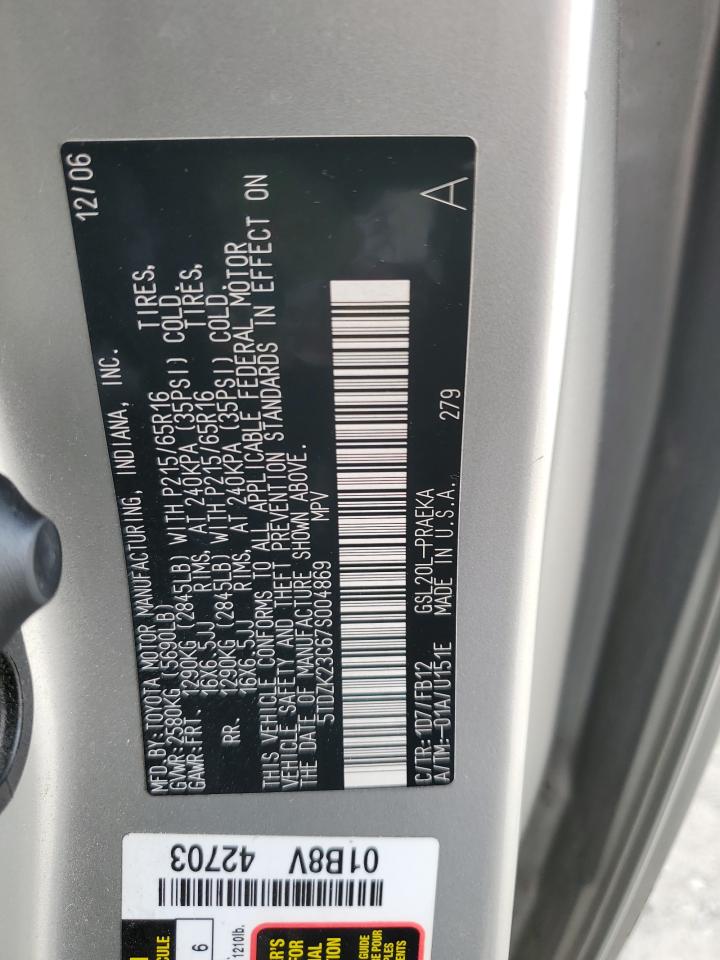 MFD.BY:TOYOTA MOTOR MANUFACTURING, INDIANA, INC. 12/06
GVWR:2580KG (5690LB)
GAWR:FRT. 1290KG (2845LB) WITH P215/65R16 TIRES,
16X6.5JJ RIMS, AT 240KPA (35PSI) COLD.
RR. 1290KG (2845LB) WITH P215/65R16 TIRES,
16X6.5JJ RIMS, AT 240KPA (35PSI) COLD.
THIS VEHICLE CONFORMS TO ALL APPLICABLE FEDERAL MOTOR
VEHICLE SAFETY AND THEFT PREVENTION STANDARDS IN EFFECT ON
THE DATE OF MANUFACTURE SHOWN ABOVE.
5TDZK23C67S004869 MPV
C/TR: 1D7/FB12 GSL20L-PRAEKA 279 A
A/TM:-01A/U151E MADE IN U.S.A.
01B8V 42703
6
1210lb.